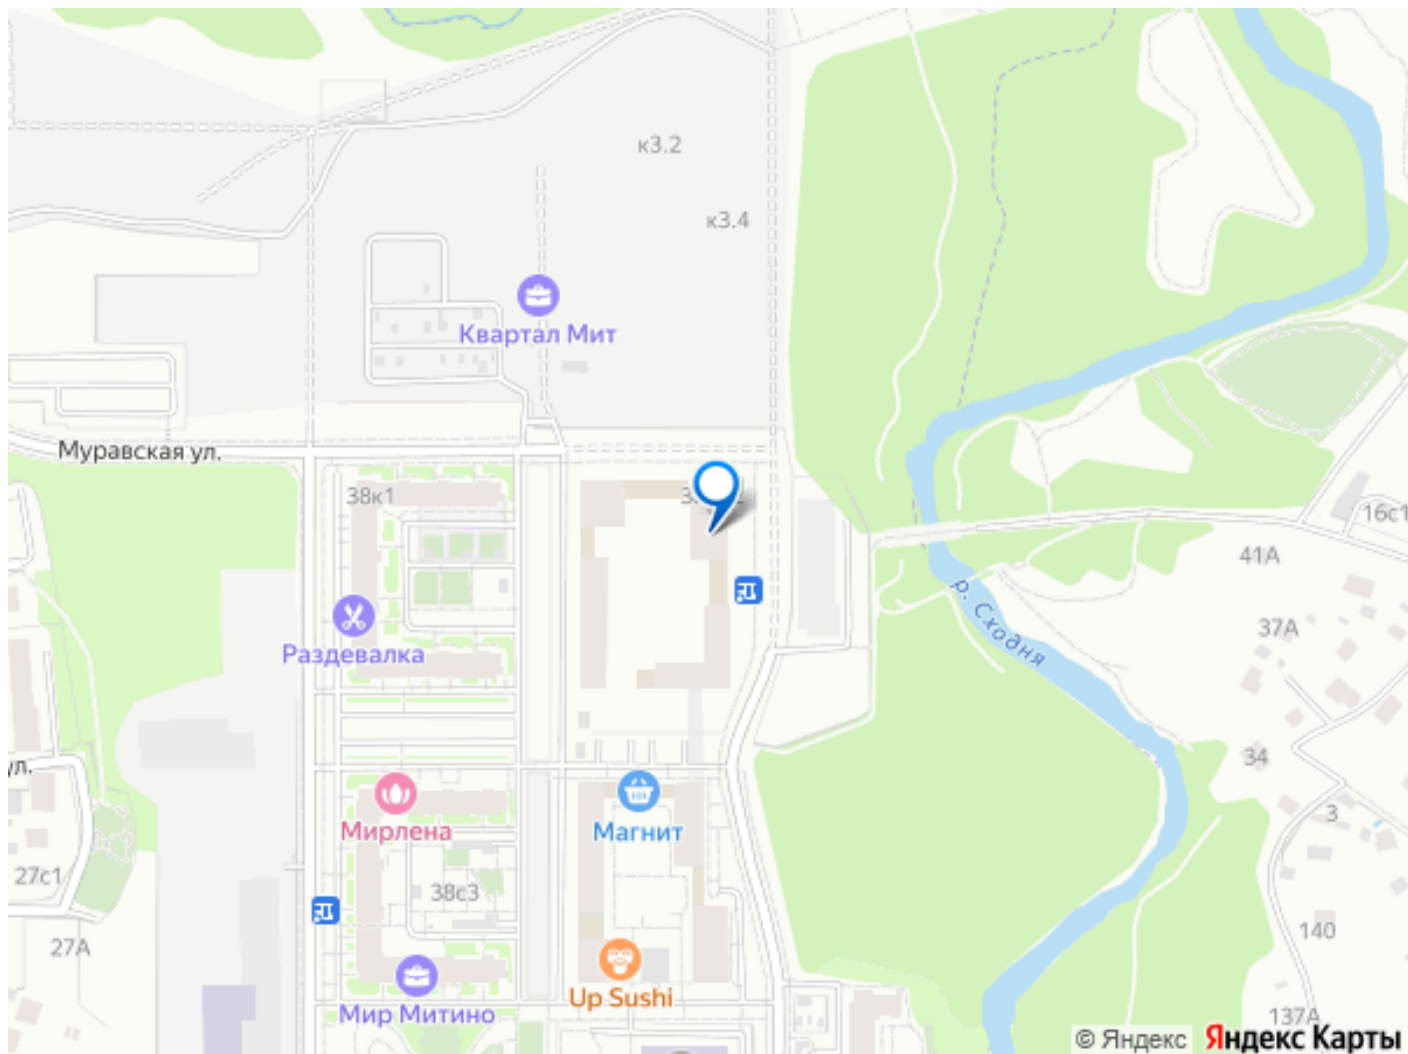 к3.2
к3.4
Квартал Мит
Муравская ул.
38к1
16с1
41А
р. Сходня
37А
Раздевалка
34
ул.
3
Мирлена
Магнит
27с1
38с3
140
27А
Up Sushi
Мир Митино
137А
© Яндекс Яндекс Карты